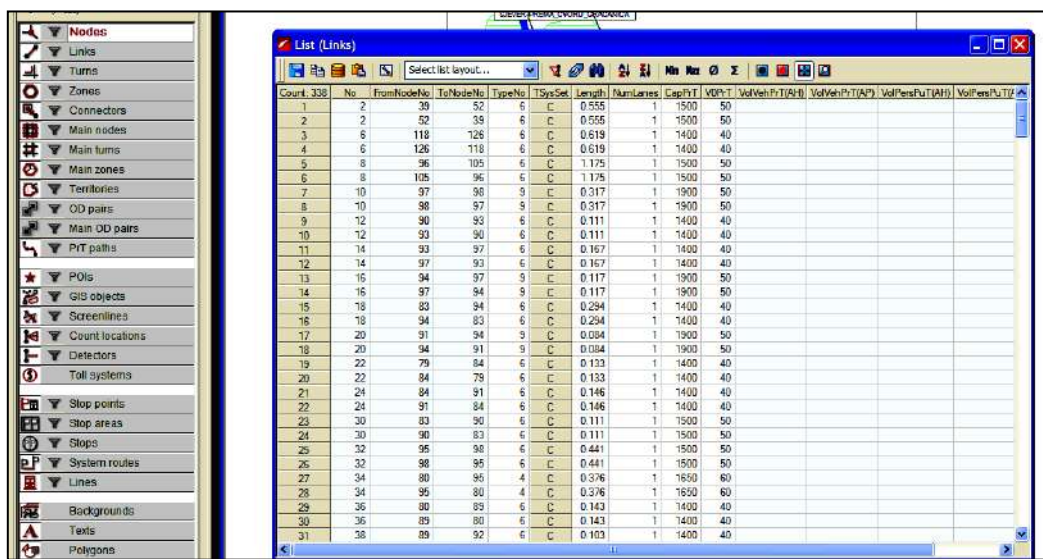 SJEVER-PREMA_CVORU_GRACANICA
Nodes
Links
Turns
Zones
Connectors
Main nodes
Main turns
Main zones
Territories
OD pairs
Main OD pairs
PrT paths
POIs
GIS objects
Screenlines
Count locations
Detectors
Toll systems
Stop points
Stop areas
Stops
System routes
Lines
Backgrounds
Texts
Polygons
List (Links)
Select list layout... Min Max Ø Σ
Count: 338 No FromNodeNo ToNodeNo TypeNo TSysSet Length NumLanes CapPrT V0PrT VolVehPrT(AH) VolVehPrT(AP) VolPersPuT(AH) VolPersPuT(A
1 2 39 52 6 C 0.555 1 1500 50
2 2 52 39 6 C 0.555 1 1500 50
3 6 118 126 6 C 0.619 1 1400 40
4 6 126 118 6 C 0.619 1 1400 40
5 8 96 105 6 C 1.175 1 1500 50
6 8 105 96 6 C 1.175 1 1500 50
7 10 97 98 9 C 0.317 1 1900 50
8 10 98 97 9 C 0.317 1 1900 50
9 12 90 93 6 C 0.111 1 1400 40
10 12 93 90 6 C 0.111 1 1400 40
11 14 93 97 6 C 0.167 1 1400 40
12 14 97 93 6 C 0.167 1 1400 40
13 16 94 97 9 C 0.117 1 1900 50
14 16 97 94 9 C 0.117 1 1900 50
15 18 83 94 6 C 0.294 1 1400 40
16 18 94 83 6 C 0.294 1 1400 40
17 20 91 94 9 C 0.084 1 1900 50
18 20 94 91 9 C 0.084 1 1900 50
19 22 79 84 6 C 0.133 1 1400 40
20 22 84 79 6 C 0.133 1 1400 40
21 24 84 91 6 C 0.146 1 1400 40
22 24 91 84 6 C 0.146 1 1400 40
23 30 83 90 6 C 0.111 1 1500 50
24 30 90 83 6 C 0.111 1 1500 50
25 32 95 98 6 C 0.441 1 1500 50
26 32 98 95 6 C 0.441 1 1500 50
27 34 80 95 4 C 0.376 1 1650 60
28 34 95 80 4 C 0.376 1 1650 60
29 36 80 89 6 C 0.143 1 1400 40
30 36 89 80 6 C 0.143 1 1400 40
31 38 89 92 6 C 0.103 1 1400 40